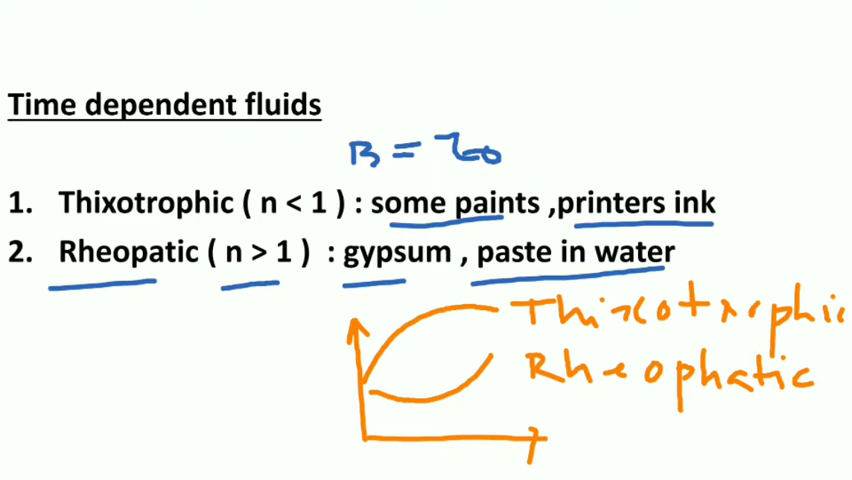 Time dependent fluids
B = τo
1. Thixotrophic ( n < 1 ) : some paints ,printers ink
2. Rheopatic ( n > 1 ) : gypsum , paste in water
Thixotrophic
Rheophatic